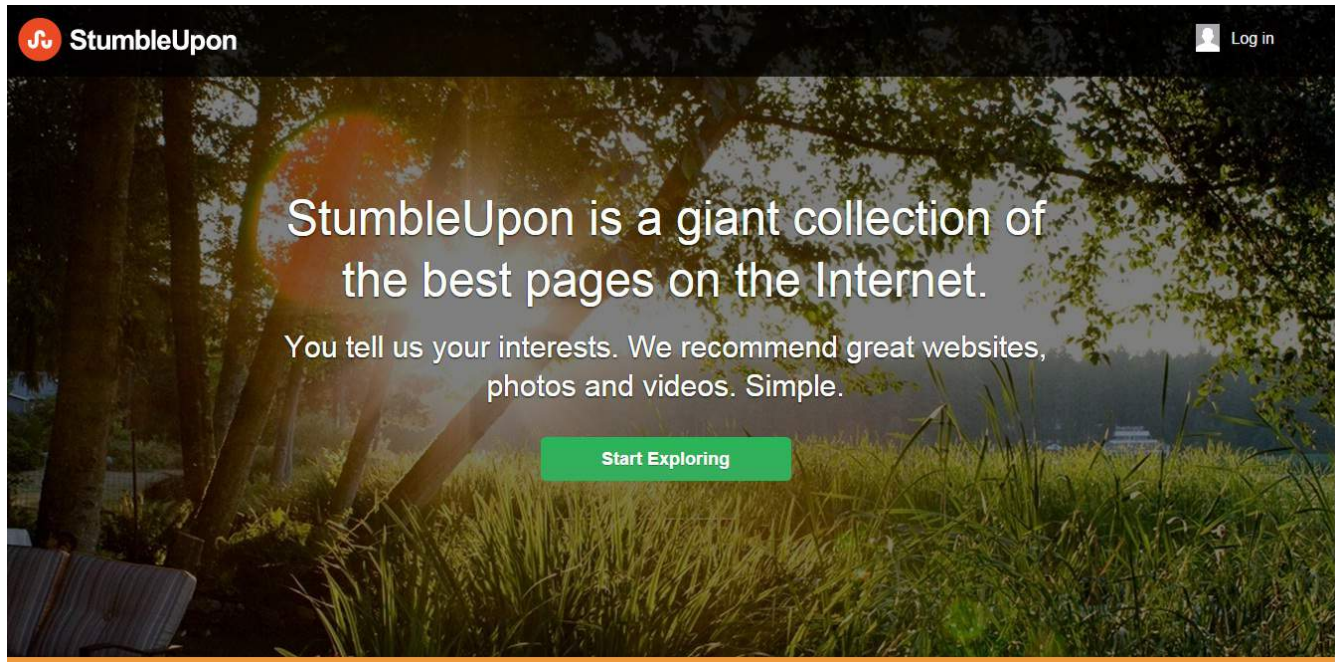 StumbleUpon
Log in
StumbleUpon is a giant collection of
the best pages on the Internet.
You tell us your interests. We recommend great websites,
photos and videos. Simple.
Start Exploring